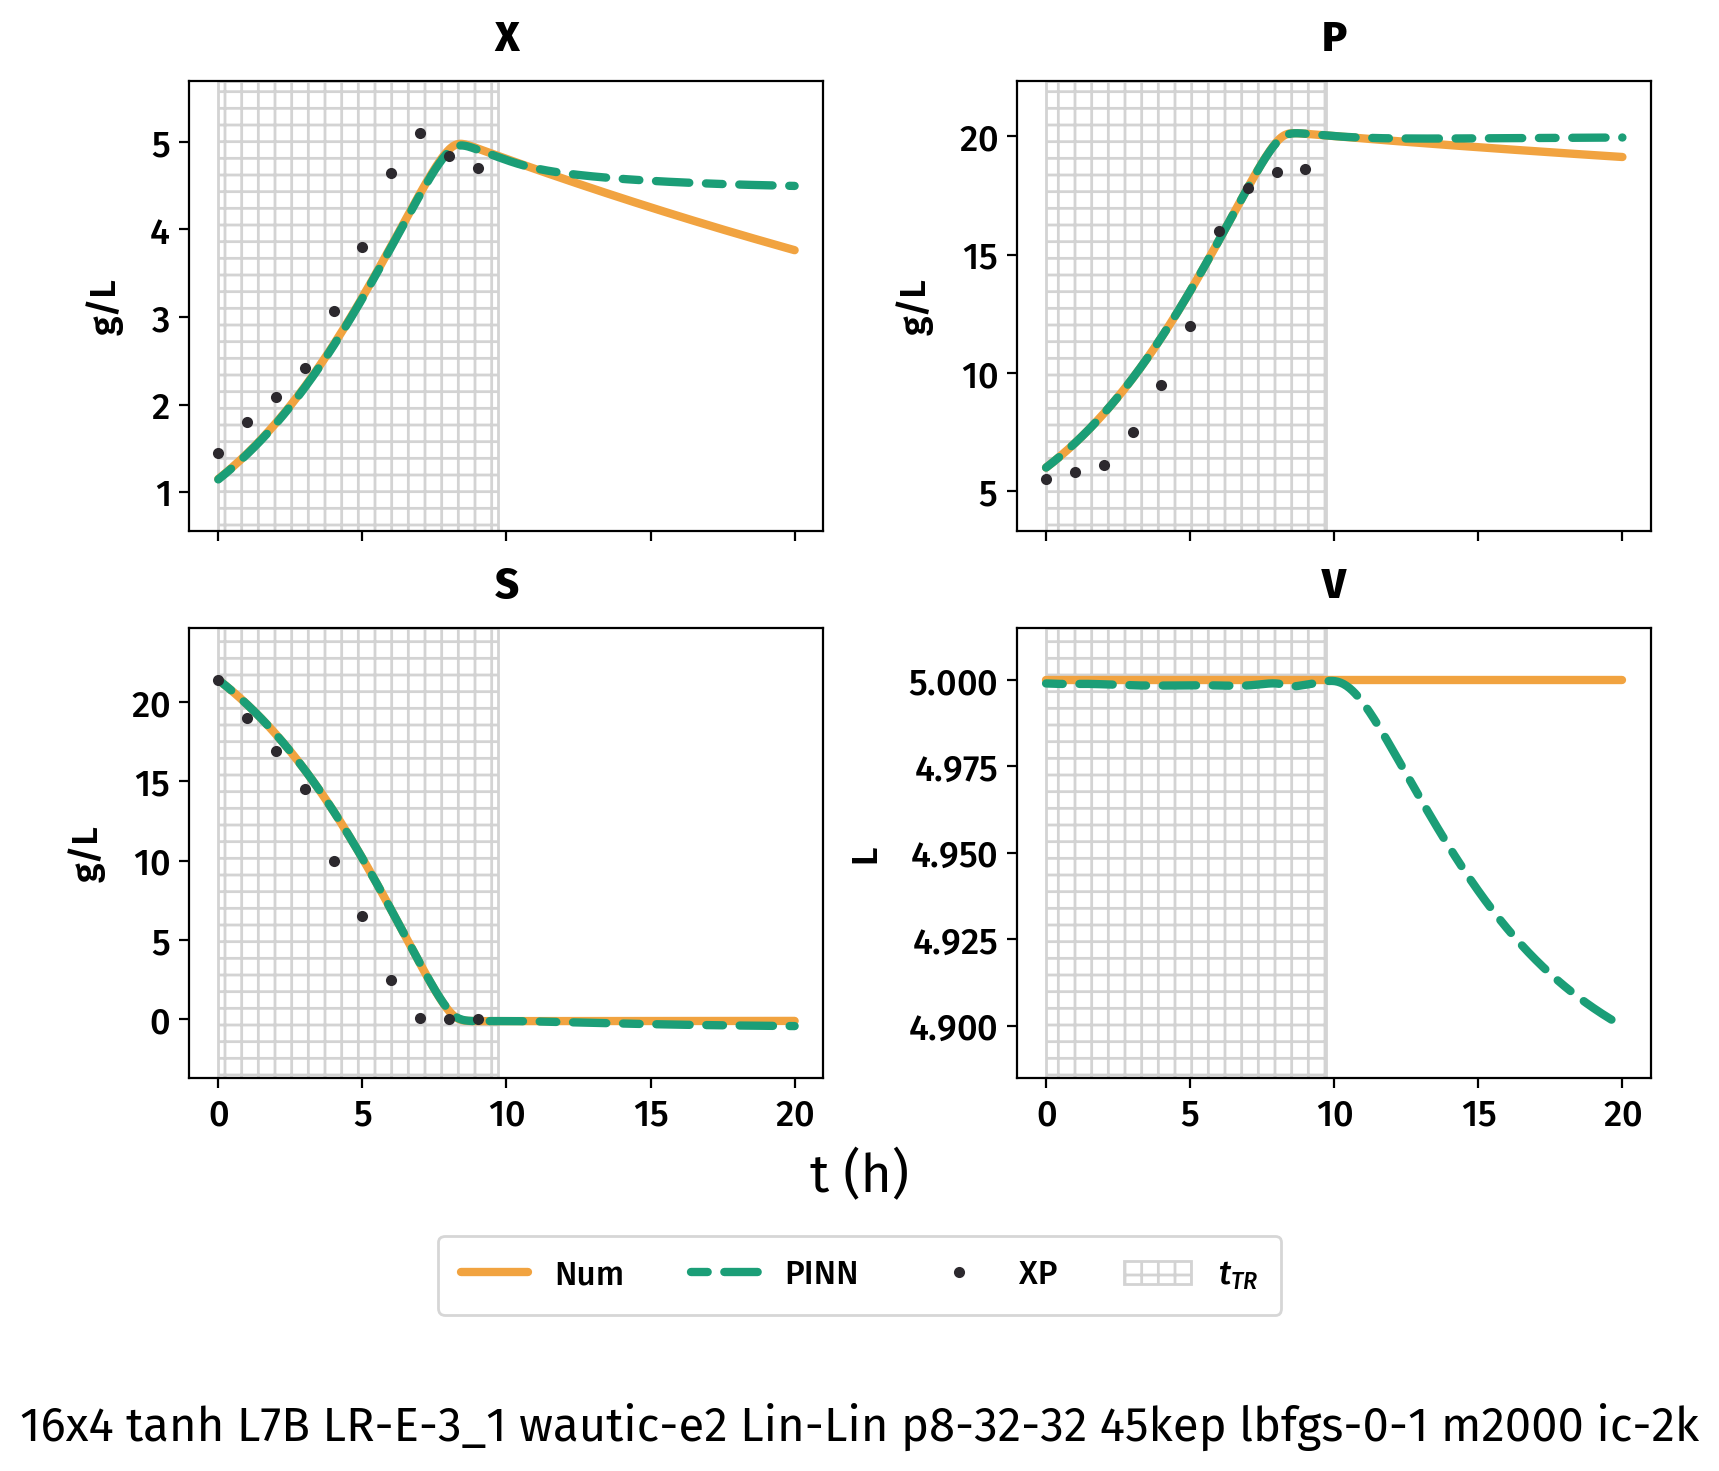 X
P
g/L
5
4
3
2
1
g/L
20
15
10
5
S
V
g/L
20
15
10
5
0
0 5 10 15 20
L
5.000
4.975
4.950
4.925
4.900
0 5 10 15 20
t (h)
Num PINN XP tTR
16x4 tanh L7B LR-E-3_1 wautic-e2 Lin-Lin p8-32-32 45kep lbfgs-0-1 m2000 ic-2k